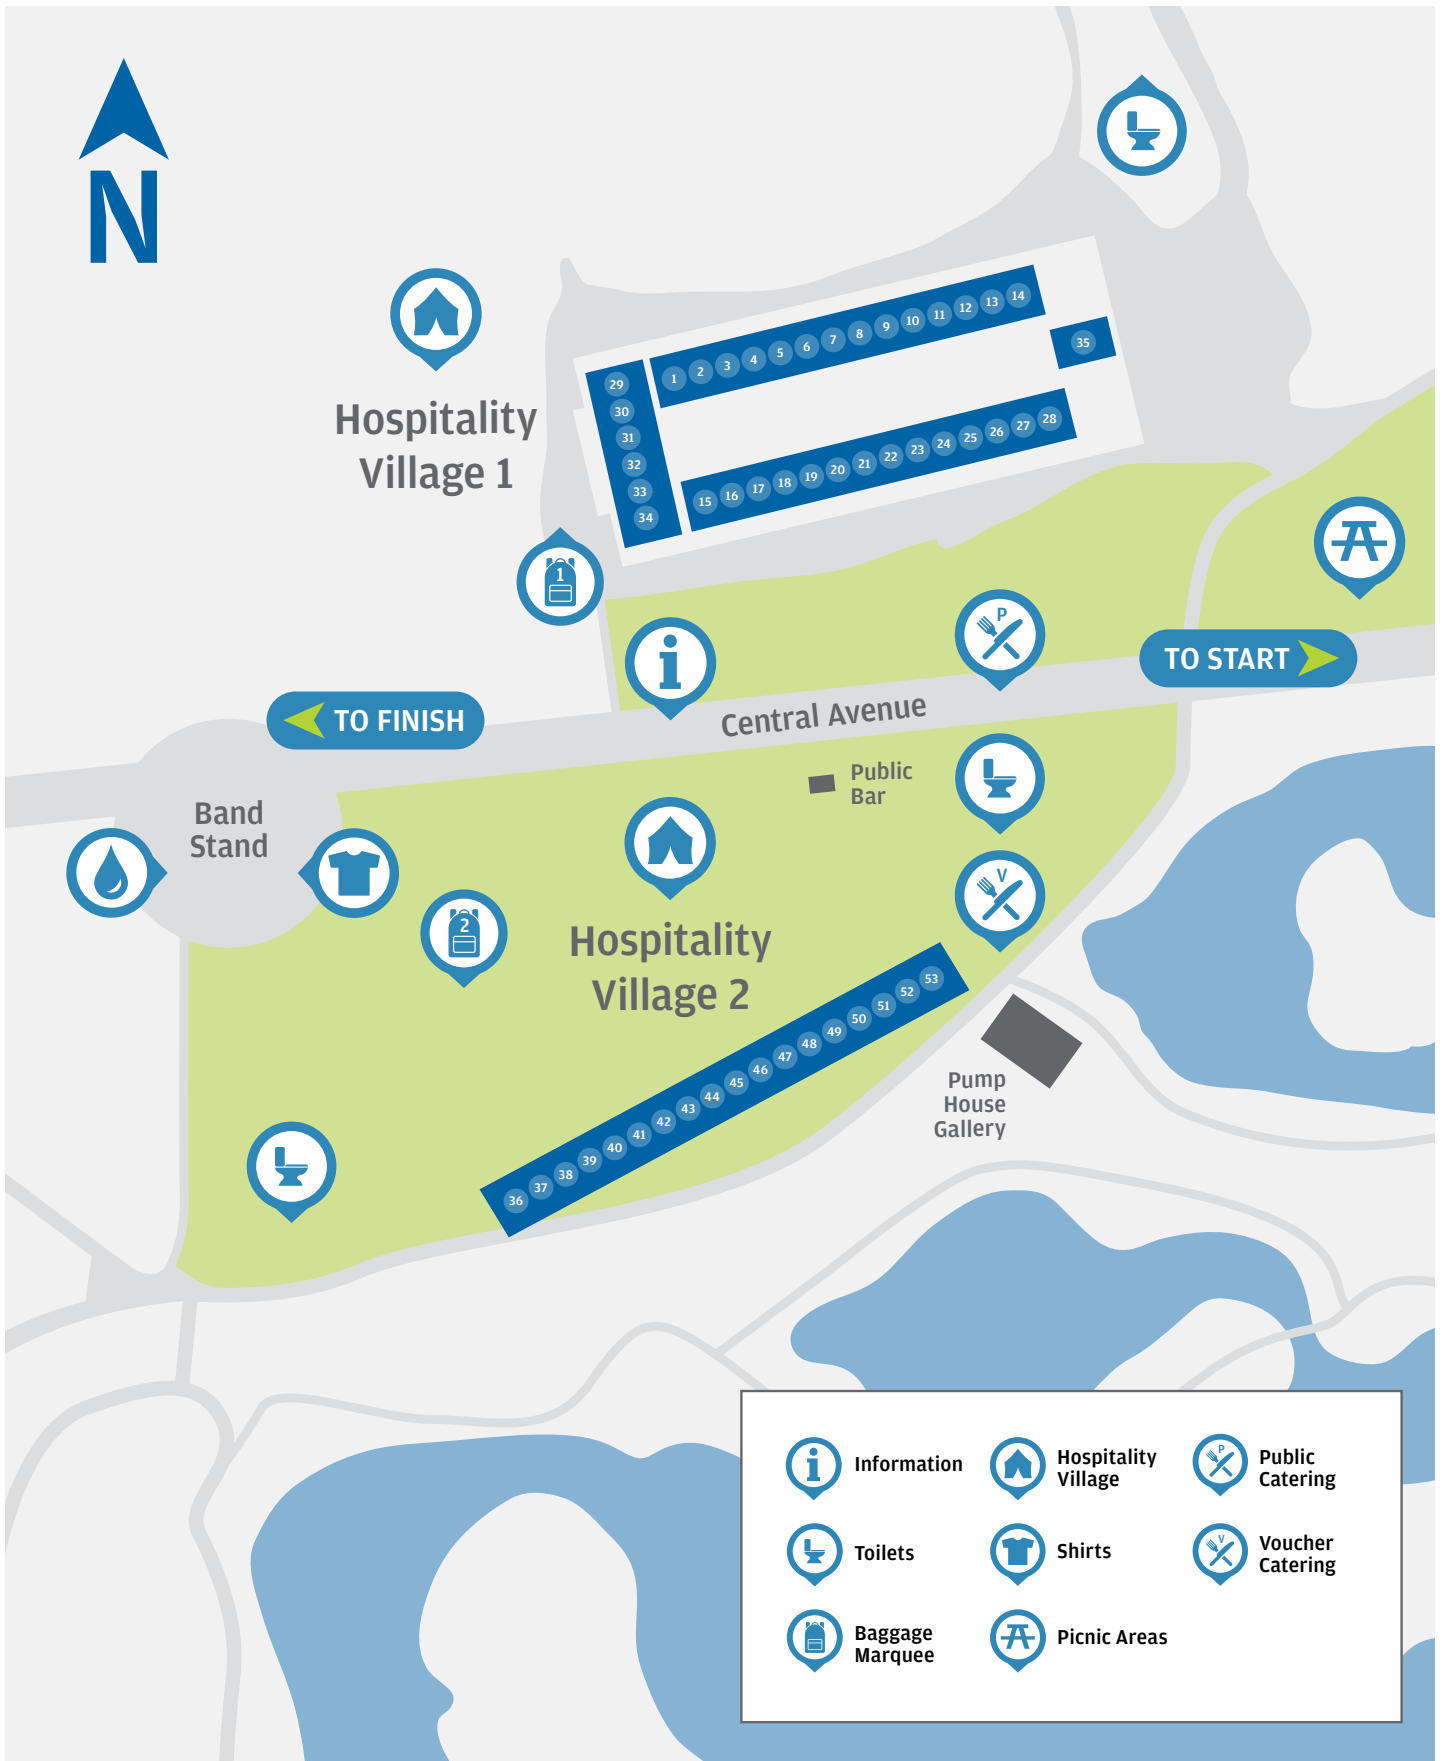 N
Hospitality
Village 1
1 2 3 4 5 6 7 8 9 10 11 12 13 14
35
29
30
31
32
33
34
15 16 17 18 19 20 21 22 23 24 25 26 27 28
1
i
P
TO START
TO FINISH
Central Avenue
Public
Bar
Band
Stand
V
2
Hospitality
Village 2
36 37 38 39 40 41 42 43 44 45 46 47 48 49 50 51 52 53
Pump
House
Gallery
i
Information
Hospitality
Village
P
Public
Catering
Toilets
Shirts
V
Voucher
Catering
Baggage
Marquee
Picnic Areas